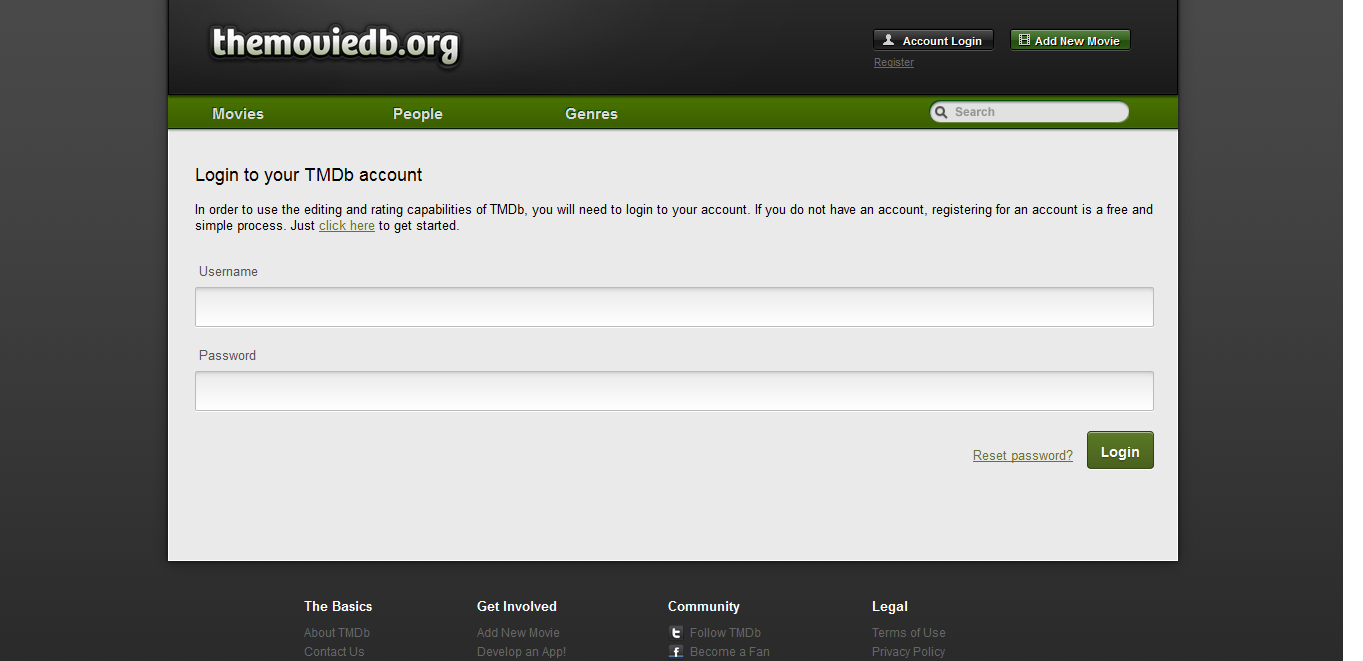 themoviedb.org
Account Login
Add New Movie
Register
Movies
People
Genres
Search
Login to your TMDb account
In order to use the editing and rating capabilities of TMDb, you will need to login to your account. If you do not have an account, registering for an account is a free and
simple process. Just click here to get started.
Username
Password
Reset password?
Login
The Basics
About TMDb
Contact Us
Get Involved
Add New Movie
Develop an App!
Community
Follow TMDb
Become a Fan
Legal
Terms of Use
Privacy Policy